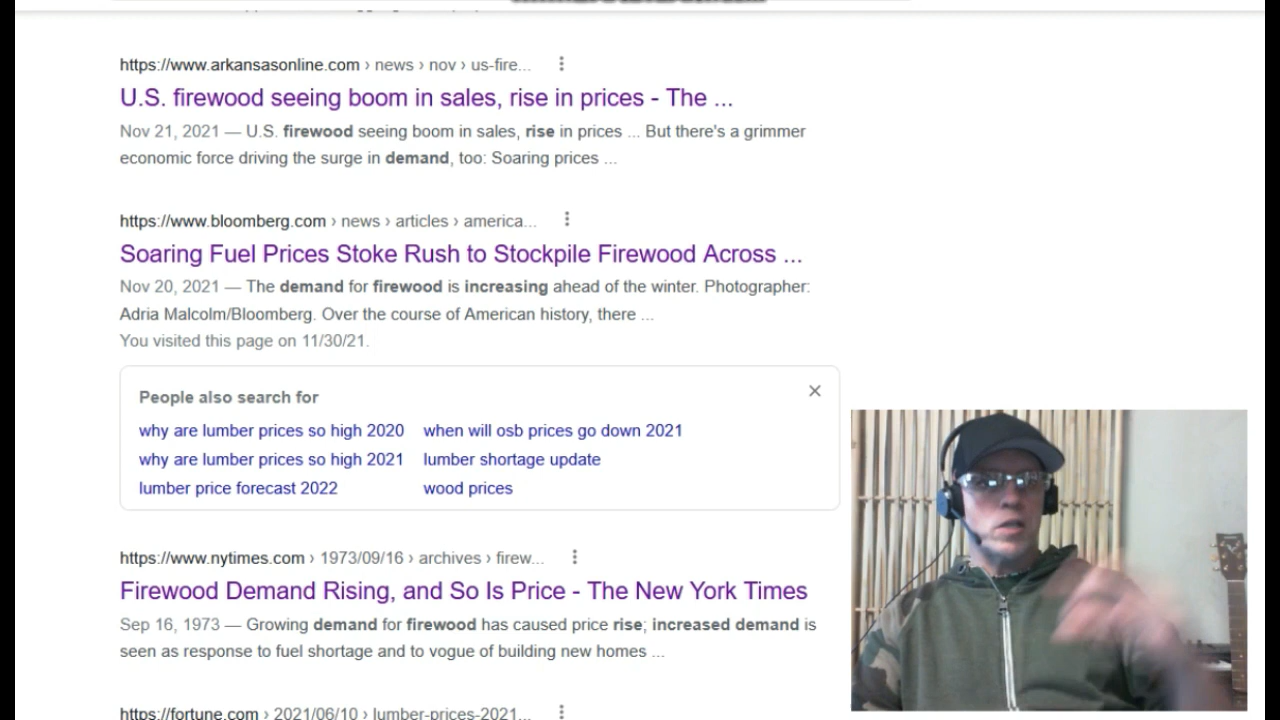 https://www.arkansasonline.com › news › nov › us-fire...
U.S. firewood seeing boom in sales, rise in prices - The ...
Nov 21, 2021 — U.S. firewood seeing boom in sales, rise in prices ... But there's a grimmer
economic force driving the surge in demand, too: Soaring prices ...
https://www.bloomberg.com › news › articles › america...
Soaring Fuel Prices Stoke Rush to Stockpile Firewood Across ...
Nov 20, 2021 — The demand for firewood is increasing ahead of the winter. Photographer:
Adria Malcolm/Bloomberg. Over the course of American history, there ...
You visited this page on 11/30/21.
People also search for
why are lumber prices so high 2020 when will osb prices go down 2021
why are lumber prices so high 2021 lumber shortage update
lumber price forecast 2022 wood prices
https://www.nytimes.com › 1973/09/16 › archives › firew...
Firewood Demand Rising, and So Is Price - The New York Times
Sep 16, 1973 — Growing demand for firewood has caused price rise; increased demand is
seen as response to fuel shortage and to vogue of building new homes ...
https://fortune.com › 2021/06/10 › lumber-prices-2021...